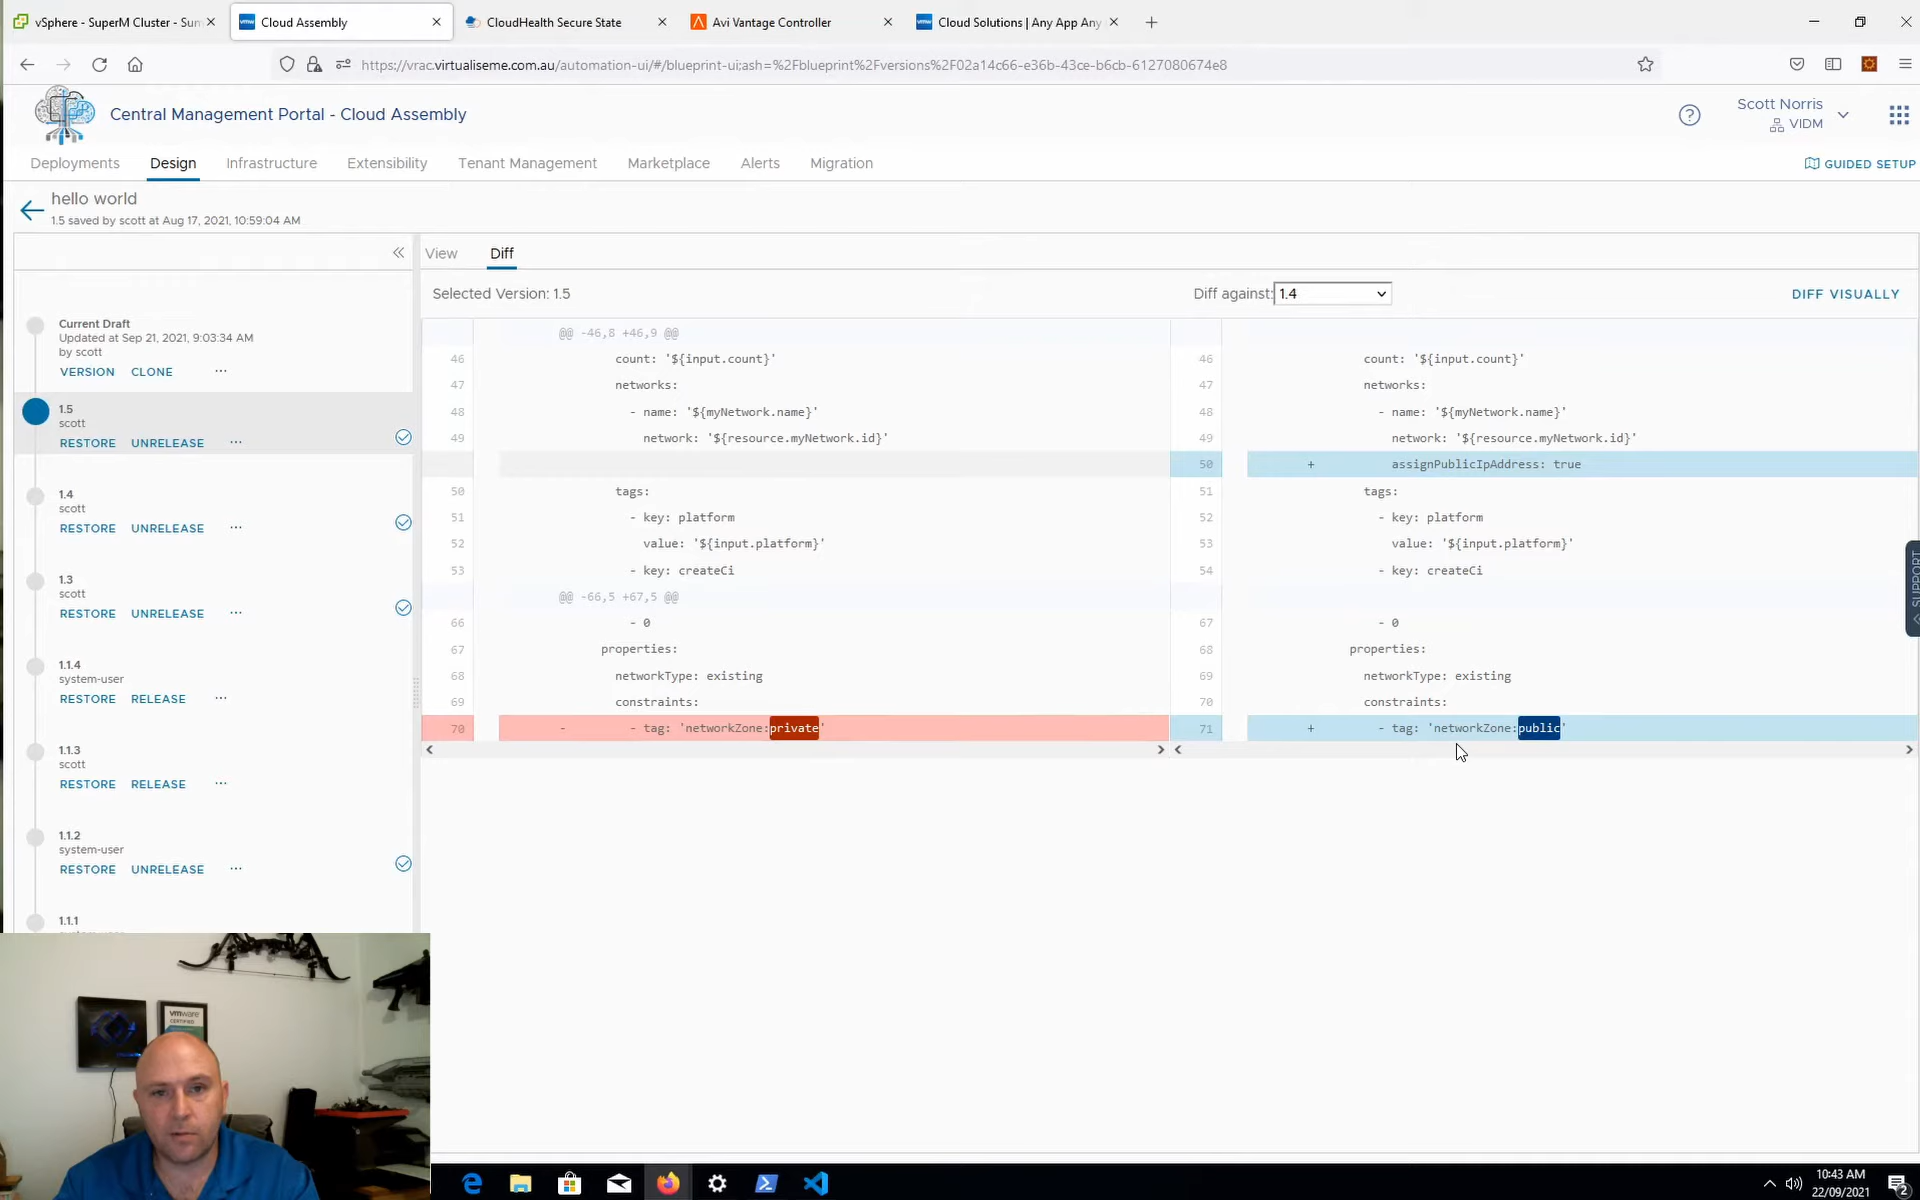 vSphere - SuperM Cluster - Sum
Cloud Assembly
CloudHealth Secure State
Avi Vantage Controller
Cloud Solutions | Any App Any
https://vrac.virtualiseme.com.au/automation-ui/#/blueprint-ui;ash=%2Fblueprint%2Fversions%2F02a14c66-e36b-43ce-b6cb-6127080674e8
Central Management Portal - Cloud Assembly
Scott Norris
VIDM
Deployments
Design
Infrastructure
Extensibility
Tenant Management
Marketplace
Alerts
Migration
GUIDED SETUP
hello world
1.5 saved by scott at Aug 17, 2021, 10:59:04 AM
View
Diff
Selected Version: 1.5
Diff against: 1.4
DIFF VISUALLY
Current Draft
Updated at Sep 21, 2021, 9:03:34 AM
by scott
VERSION CLONE ...
1.5
scott
RESTORE UNRELEASE ...
1.4
scott
RESTORE UNRELEASE ...
1.3
scott
RESTORE UNRELEASE ...
1.1.4
system-user
RESTORE RELEASE ...
1.1.3
scott
RESTORE RELEASE ...
1.1.2
system-user
RESTORE UNRELEASE ...
1.1.1
@@ -46,8 +46,9 @@
46 count: '${input.count}'
47 networks:
48 - name: '${myNetwork.name}'
49 network: '${resource.myNetwork.id}'
50 tags:
51 - key: platform
52 value: '${input.platform}'
53 - key: createCi
@@ -66,5 +67,5 @@
66 - 0
67 properties:
68 networkType: existing
69 constraints:
70 - - tag: 'networkZone:private'
46 count: '${input.count}'
47 networks:
48 - name: '${myNetwork.name}'
49 network: '${resource.myNetwork.id}'
50 + assignPublicIpAddress: true
51 tags:
52 - key: platform
53 value: '${input.platform}'
54 - key: createCi
67 - 0
68 properties:
69 networkType: existing
70 constraints:
71 + - tag: 'networkZone:public'
SUPPORT
vmware
CERTIFIED
10:43 AM
22/09/2021
2